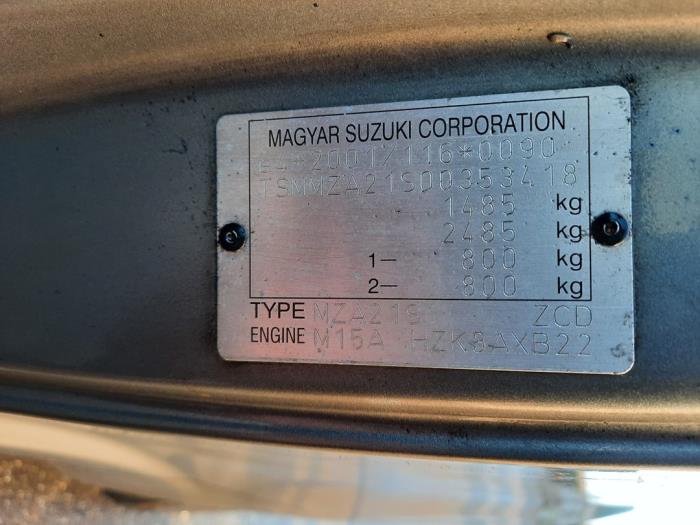 MAGYAR SUZUKI CORPORATION
*2001/116*0090
TSMMZA21S00353418
1485 kg
2485 kg
1— 800 kg
2— 800 kg
TYPE MZA21S ZCD
ENGINE M15A HZK8AXB22